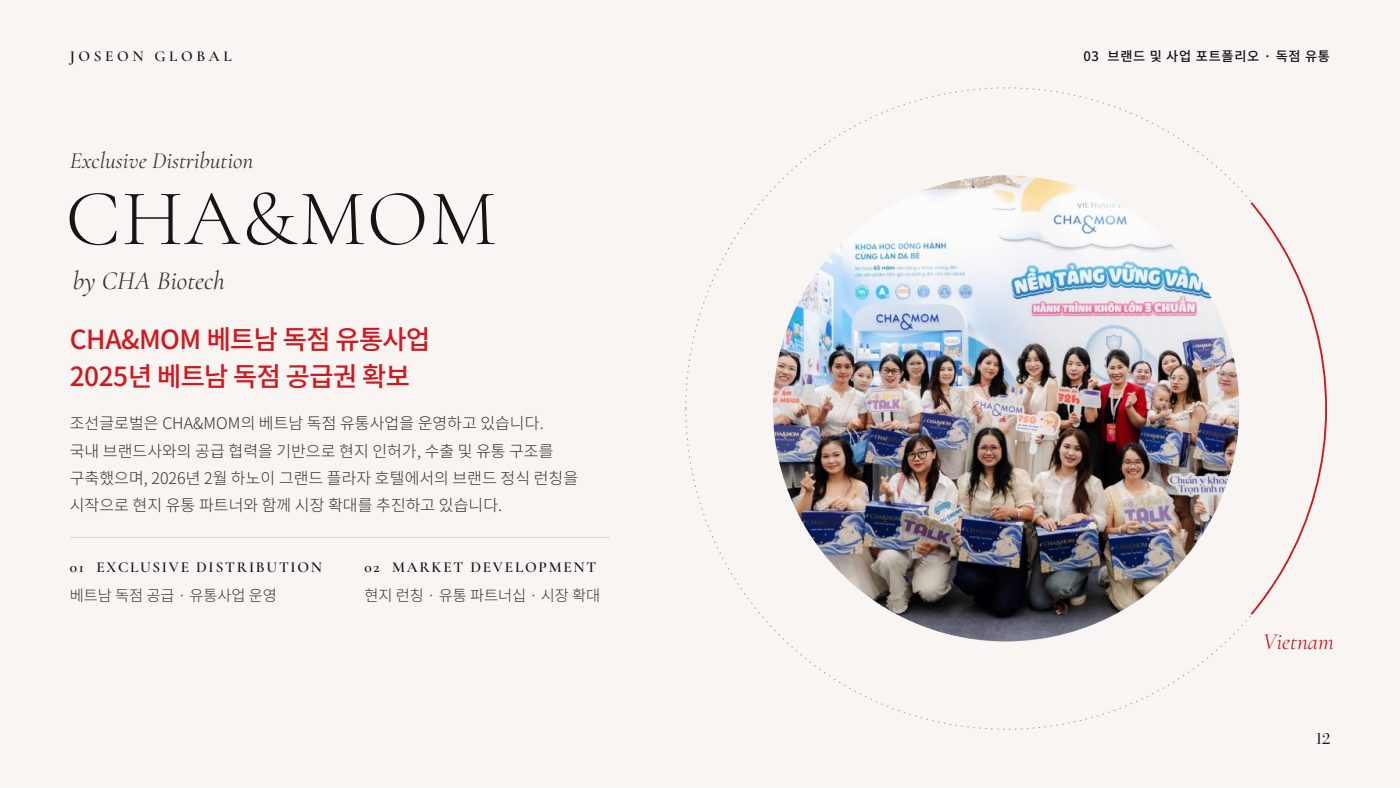 JOSEON GLOBAL
03 브랜드 및 사업 포트폴리오 · 독점 유통
Exclusive Distribution
CHA&MOM
by CHA Biotech
CHA&MOM 베트남 독점 유통사업
2025년 베트남 독점 공급권 확보
조선글로벌은 CHA&MOM의 베트남 독점 유통사업을 운영하고 있습니다.
국내 브랜드사와의 공급 협력을 기반으로 현지 인허가, 수출 및 유통 구조를
구축했으며, 2026년 2월 하노이 그랜드 플라자 호텔에서의 브랜드 정식 런칭을
시작으로 현지 유통 파트너와 함께 시장 확대를 추진하고 있습니다.
01 EXCLUSIVE DISTRIBUTION
베트남 독점 공급 · 유통사업 운영
02 MARKET DEVELOPMENT
현지 런칭 · 유통 파트너십 · 시장 확대
CHA&MOM
KHOA HỌC ĐỒNG HÀNH
CÙNG LÀN DA BÉ
NỀN TẢNG VỮNG VÀN
HÀNH TRÌNH KHÔN LỚN 3 CHUẨN
CHA&MOM
TALK
72h
CHA&MOM
Chuẩn y khoa
Trọn tình m
TALK
TALK
Vietnam
12